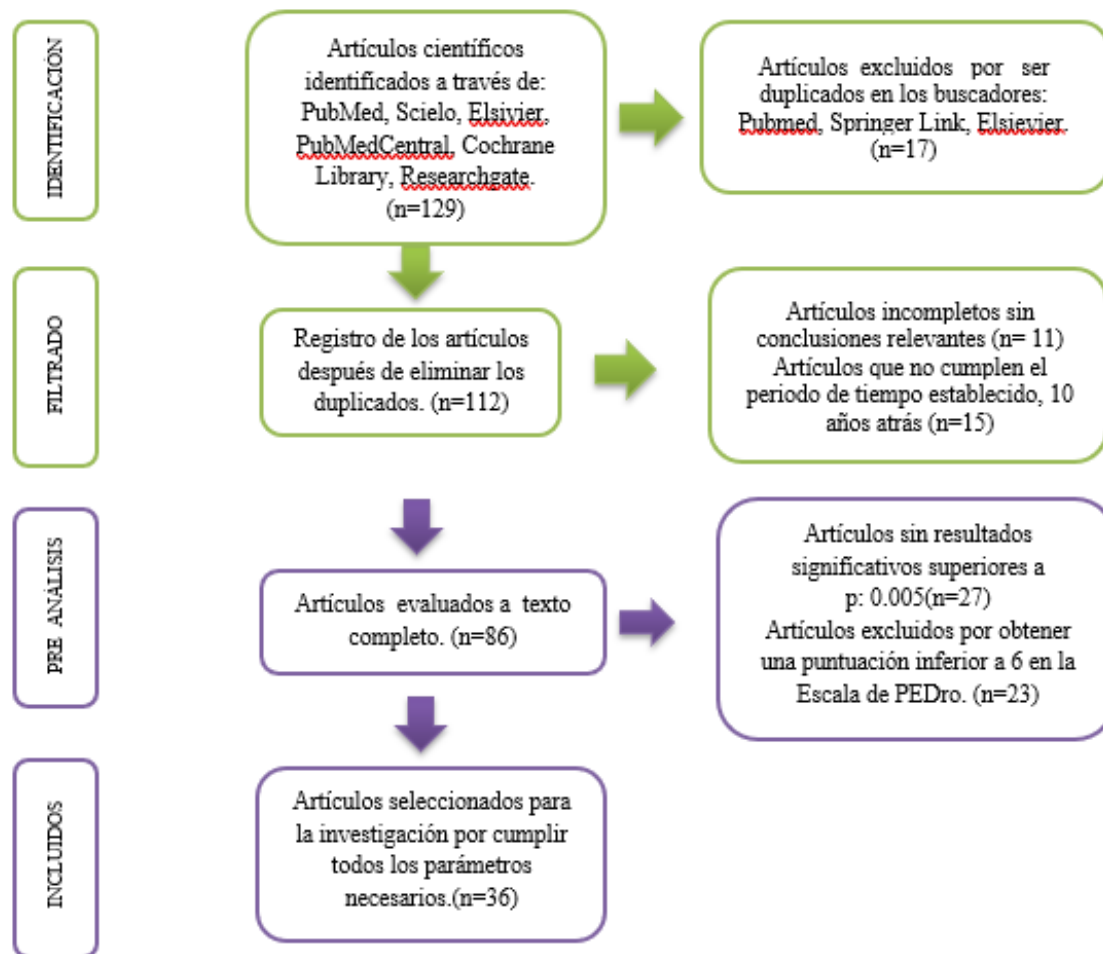 IDENTIFICACIÓN
Artículos científicos
identificados a través de:
PubMed, Scielo, Elsivier,
PubMedCentral, Cochrane
Library, Researchgate.
(n=129)
Artículos excluidos por ser
duplicados en los buscadores:
Pubmed, Springer Link, Elsievier.
(n=17)
FILTRADO
Registro de los artículos
después de eliminar los
duplicados. (n=112)
Artículos incompletos sin
conclusiones relevantes (n= 11)
Artículos que no cumplen el
periodo de tiempo establecido, 10
años atrás (n=15)
PRE ANÁLISIS
Artículos evaluados a texto
completo. (n=86)
Artículos sin resultados
significativos superiores a
p: 0.005(n=27)
Artículos excluidos por obtener
una puntuación inferior a 6 en la
Escala de PEDro. (n=23)
INCLUIDOS
Artículos seleccionados para
la investigación por cumplir
todos los parámetros
necesarios.(n=36)